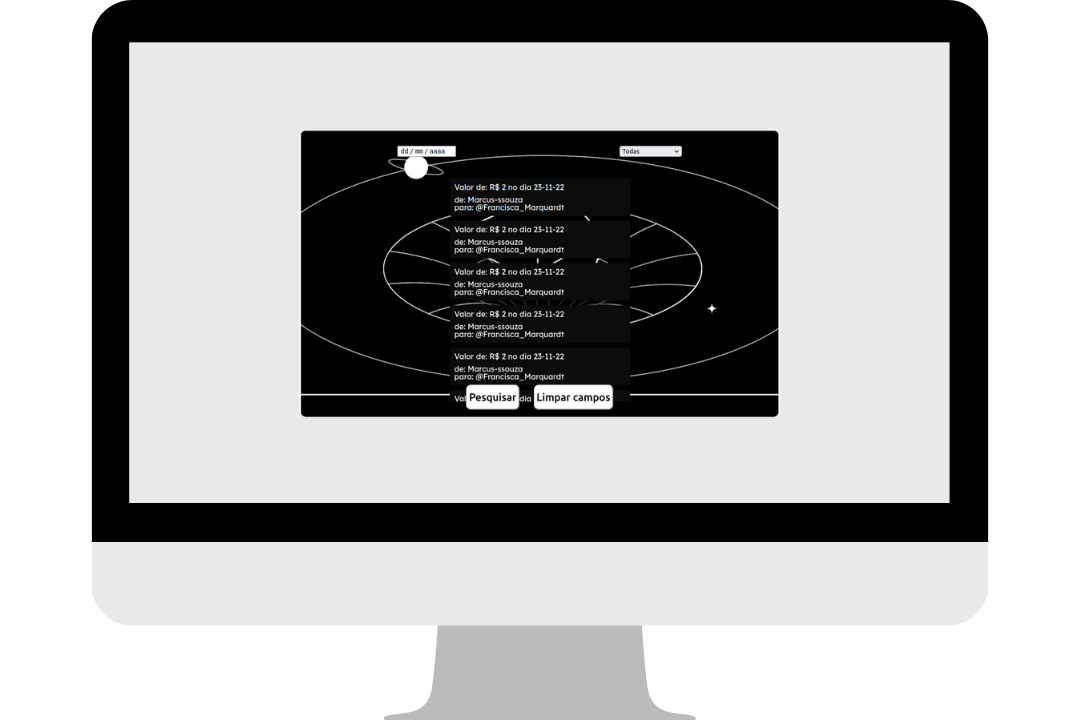 dd / mm / aaaa
Todas
Valor de: R$ 2 no dia 23-11-22
de: Marcus-ssouza
para: @Francisca_Marquardt
Valor de: R$ 2 no dia 23-11-22
de: Marcus-ssouza
para: @Francisca_Marquardt
Valor de: R$ 2 no dia 23-11-22
de: Marcus-ssouza
para: @Francisca_Marquardt
Valor de: R$ 2 no dia 23-11-22
de: Marcus-ssouza
para: @Francisca_Marquardt
Valor de: R$ 2 no dia 23-11-22
de: Marcus-ssouza
para: @Francisca_Marquardt
Val Pesquisar dia Limpar campos